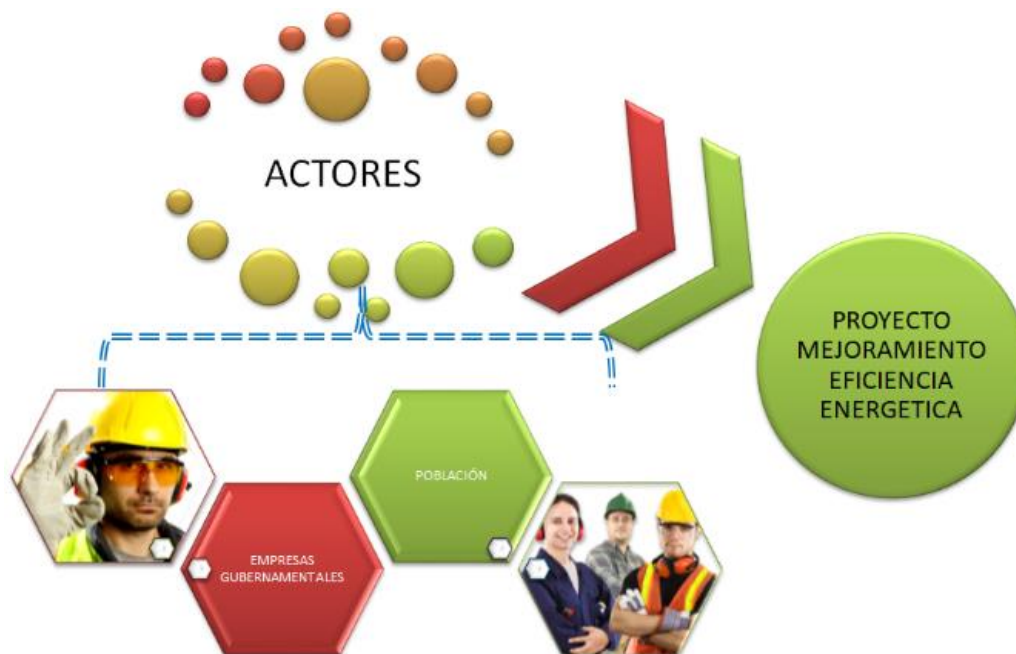 ACTORES
PROYECTO
MEJORAMIENTO
EFICIENCIA
ENERGETICA
POBLACIÓN
EMPRESAS
GUBERNAMENTALES